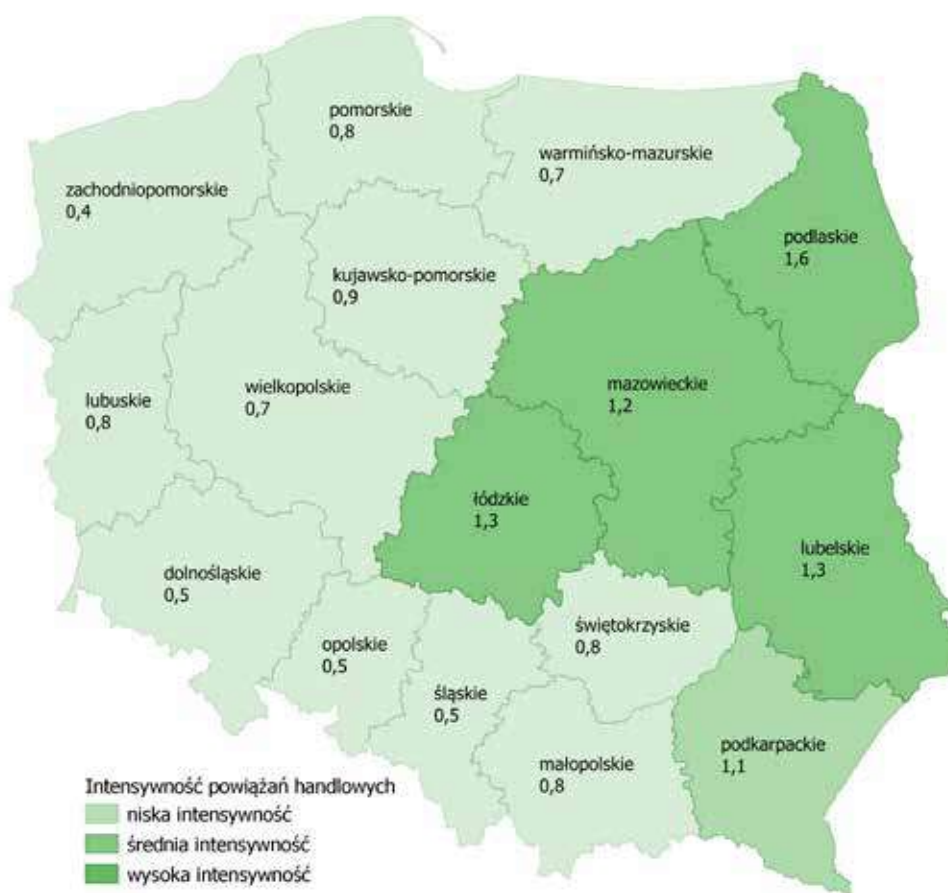 pomorskie
0,8
warmińsko-mazurskie
0,7
zachodniopomorskie
0,4
podlaskie
1,6
kujawsko-pomorskie
0,9
mazowieckie
1,2
wielkopolskie
0,7
lubuskie
0,8
łódzkie
1,3
lubelskie
1,3
dolnośląskie
0,5
świętokrzyskie
0,8
opolskie
0,5
śląskie
0,5
podkarpackie
1,1
małopolskie
0,8
Intensywność powiążań handlowych
niska intensywność
średnia intensywność
wysoka intensywność